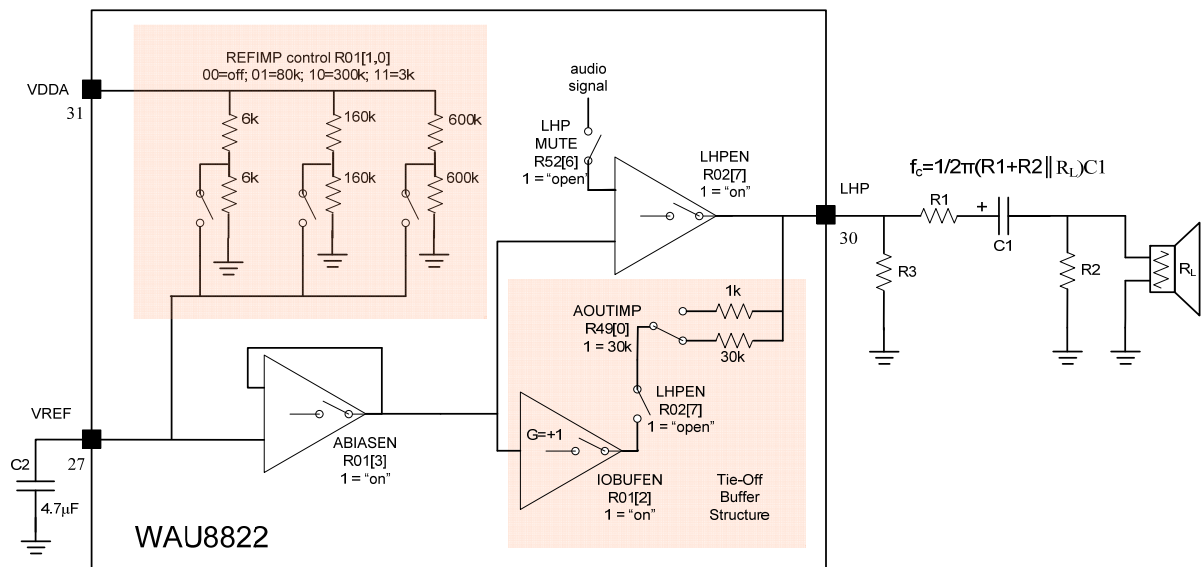 REFIMP control R01[1,0]
00=off; 01=80k; 10=300k; 11=3k
VDDA
31
6k
160k
600k
6k
160k
600k
audio
signal
LHP
MUTE
R52[6]
1 = "open"
LHPEN
R02[7]
1 = "on"
LHP
30
fc=1/2π(R1+R2||RL)C1
R1
+
C1
R3
R2
RL
1k
AOUTIMP
R49[0]
1 = 30k
30k
LHPEN
R02[7]
1 = "open"
VREF
27
ABIASEN
R01[3]
1 = "on"
G=+1
IOBUFEN
R01[2]
1 = "on"
Tie-Off
Buffer
Structure
C2
4.7µF
WAU8822